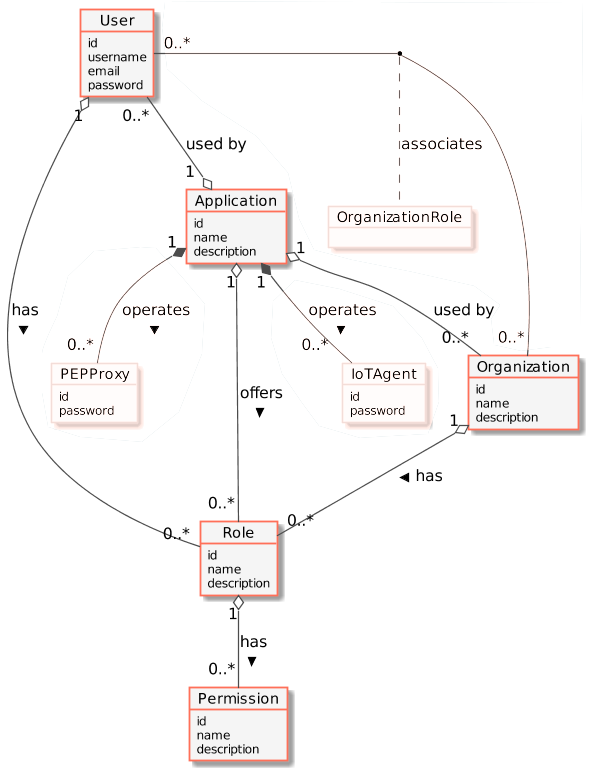 User
id
username
email
password
0..*
1
0..*
used by
associates
1
Application
id
name
description
OrganizationRole
1
1
1
1
has
operates
operates
used by
0..*
0..*
0..*
0..*
PEPProxy
id
password
IoTAgent
id
password
Organization
id
name
description
offers
1
has
0..*
0..*
0..*
Role
id
name
description
1
has
0..*
Permission
id
name
description